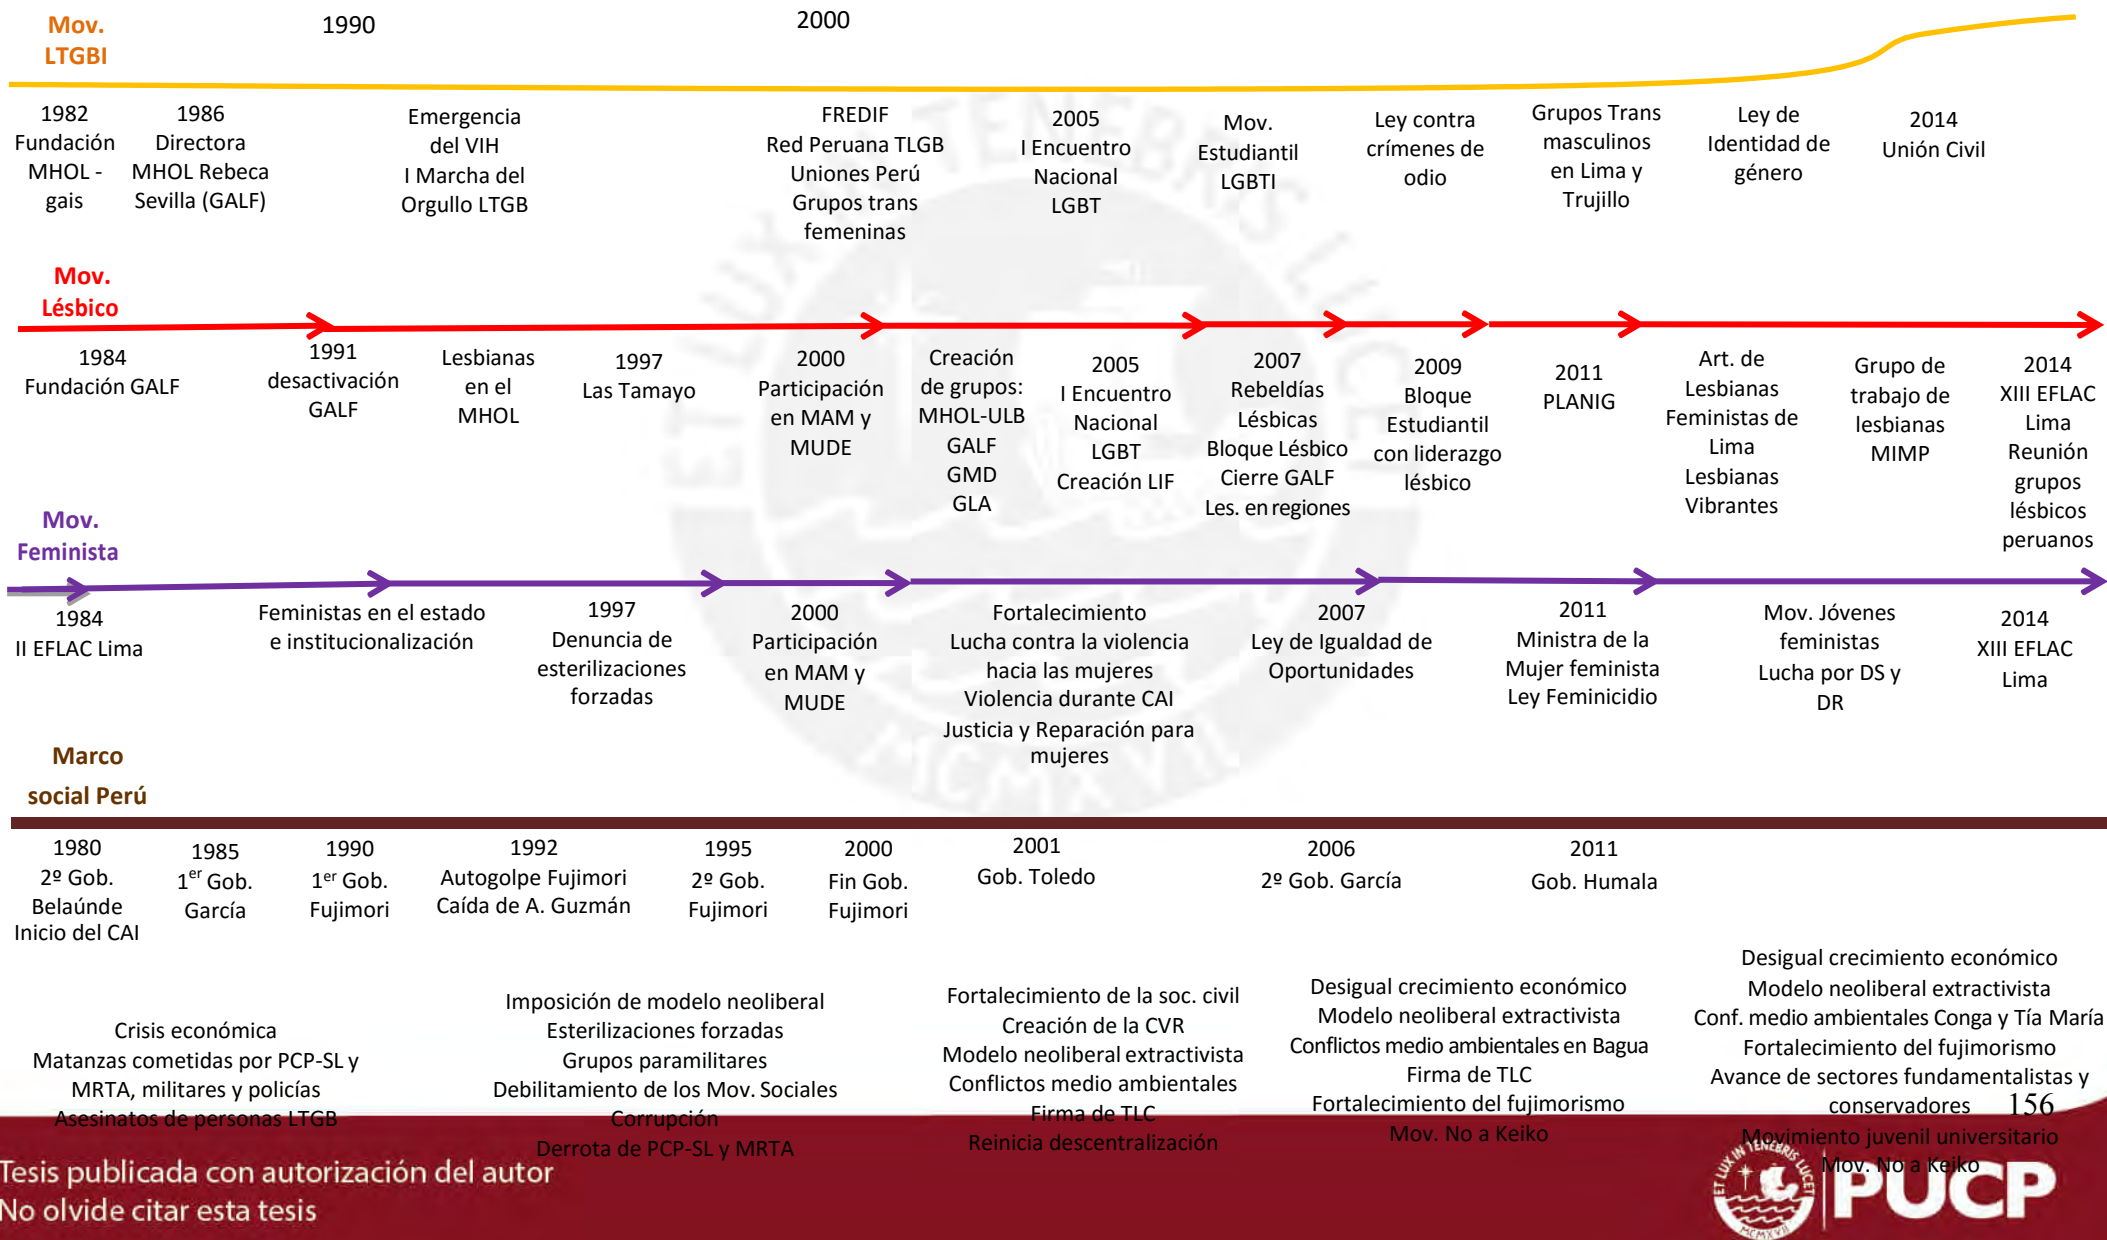 Mov.
LTGBI
1990
2000
1982
Fundación
MHOL -
gais
1986
Directora
MHOL Rebeca
Sevilla (GALF)
Emergencia
del VIH
I Marcha del
Orgullo LTGB
FREDIF
Red Peruana TLGB
Uniones Perú
Grupos trans
femeninas
2005
I Encuentro
Nacional
LGBT
Mov.
Estudiantil
LGBTI
Ley contra
crímenes de
odio
Grupos Trans
masculinos
en Lima y
Trujillo
Ley de
Identidad de
género
2014
Unión Civil
Mov.
Lésbico
1984
Fundación GALF
1991
desactivación
GALF
Lesbianas
en el
MHOL
1997
Las Tamayo
2000
Participación
en MAM y
MUDE
Creación
de grupos:
MHOL-ULB
GALF
GMD
GLA
2005
I Encuentro
Nacional
LGBT
Creación LIF
2007
Rebeldías
Lésbicas
Bloque Lésbico
Cierre GALF
Les. en regiones
2009
Bloque
Estudiantil
con liderazgo
lésbico
2011
PLANIG
Art. de
Lesbianas
Feministas de
Lima
Lesbianas
Vibrantes
Grupo de
trabajo de
lesbianas
MIMP
2014
XIII EFLAC
Lima
Reunión
grupos
lésbicos
peruanos
Mov.
Feminista
1984
II EFLAC Lima
Feministas en el estado
e institucionalización
1997
Denuncia de
esterilizaciones
forzadas
2000
Participación
en MAM y
MUDE
Fortalecimiento
Lucha contra la violencia
hacia las mujeres
Violencia durante CAI
Justicia y Reparación para
mujeres
2007
Ley de Igualdad de
Oportunidades
2011
Ministra de la
Mujer feminista
Ley Feminicidio
Mov. Jóvenes
feministas
Lucha por DS y
DR
2014
XIII EFLAC
Lima
Marco
social Perú
1980
2º Gob.
Belaúnde
Inicio del CAI
1985
1er Gob.
García
1990
1er Gob.
Fujimori
1992
Autogolpe Fujimori
Caída de A. Guzmán
1995
2º Gob.
Fujimori
2000
Fin Gob.
Fujimori
2001
Gob. Toledo
2006
2º Gob. García
2011
Gob. Humala
Crisis económica
Matanzas cometidas por PCP-SL y
MRTA, militares y policías
Asesinatos de personas LTGB
Imposición de modelo neoliberal
Esterilizaciones forzadas
Grupos paramilitares
Debilitamiento de los Mov. Sociales
Corrupción
Derrota de PCP-SL y MRTA
Fortalecimiento de la soc. civil
Creación de la CVR
Modelo neoliberal extractivista
Conflictos medio ambientales
Firma de TLC
Reinicia descentralización
Desigual crecimiento económico
Modelo neoliberal extractivista
Conflictos medio ambientales en Bagua
Firma de TLC
Fortalecimiento del fujimorismo
Mov. No a Keiko
Desigual crecimiento económico
Modelo neoliberal extractivista
Conf. medio ambientales Conga y Tía María
Fortalecimiento del fujimorismo
Avance de sectores fundamentalistas y
conservadores
Movimiento juvenil universitario
Mov. No a Keiko
156
Tesis publicada con autorización del autor
No olvide citar esta tesis
ET LUX IN TENEBRIS LUCET
MCMXVII
PUCP
ET LUX IN TENEBRIS LUCET
MCMXVII